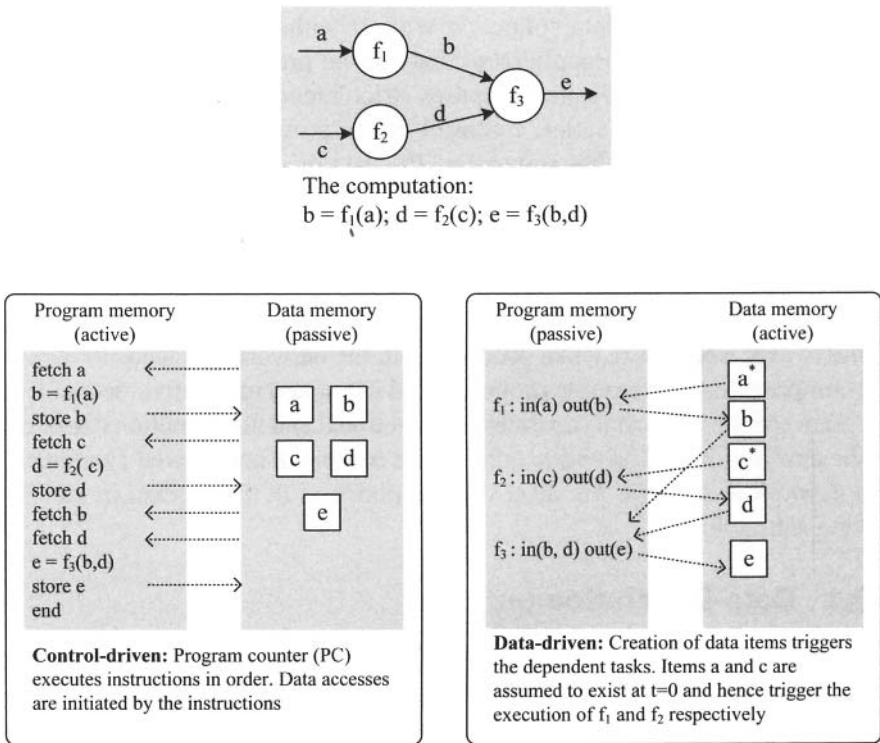 a
f1
b
f3
e
c
f2
d
The computation:
b = f1(a); d = f2(c); e = f3(b,d)
Program memory
(active)
Data memory
(passive)
fetch a
b = f1(a)
store b
fetch c
d = f2( c)
store d
fetch b
fetch d
e = f3(b,d)
store e
end
a b
c d
e
Control-driven: Program counter (PC)
executes instructions in order. Data accesses
are initiated by the instructions
Program memory
(passive)
Data memory
(active)
f1 : in(a) out(b)
f2 : in(c) out(d)
f3 : in(b, d) out(e)
a*
b
c*
d
e
Data-driven: Creation of data items triggers
the dependent tasks. Items a and c are
assumed to exist at t=0 and hence trigger the
execution of f1 and f2 respectively